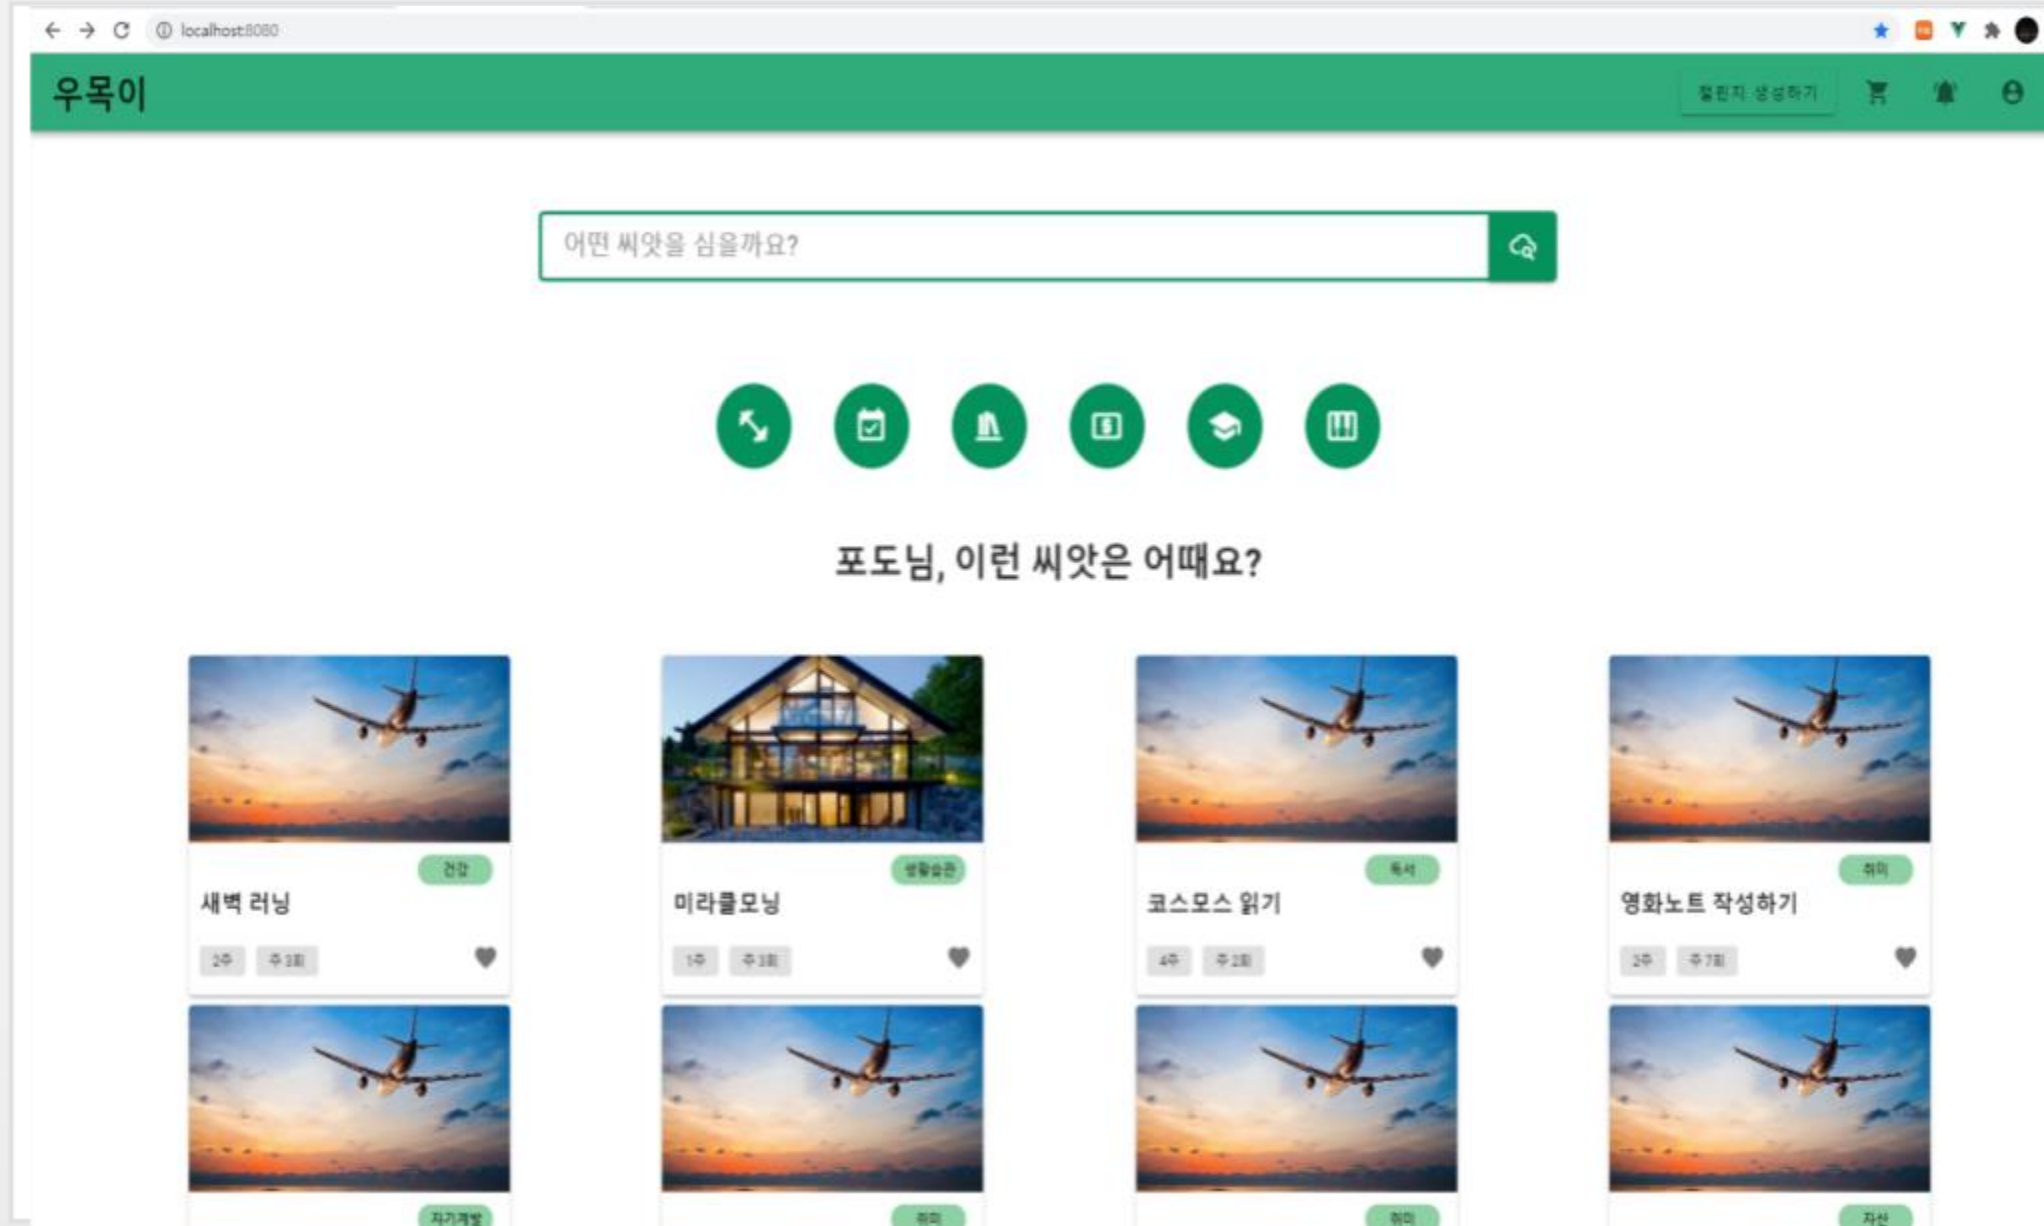 localhost:8080
우목이
챌린지 생성하기
어떤 씨앗을 심을까요?
포도님, 이런 씨앗은 어때요?
건강
생활습관
독서
취미
새벽 러닝
미라클모닝
코스모스 읽기
영화노트 작성하기
2주 주 3회
1주 주 3회
4주 주 2회
2주 주 7회
자기계발
취미
취미
자산